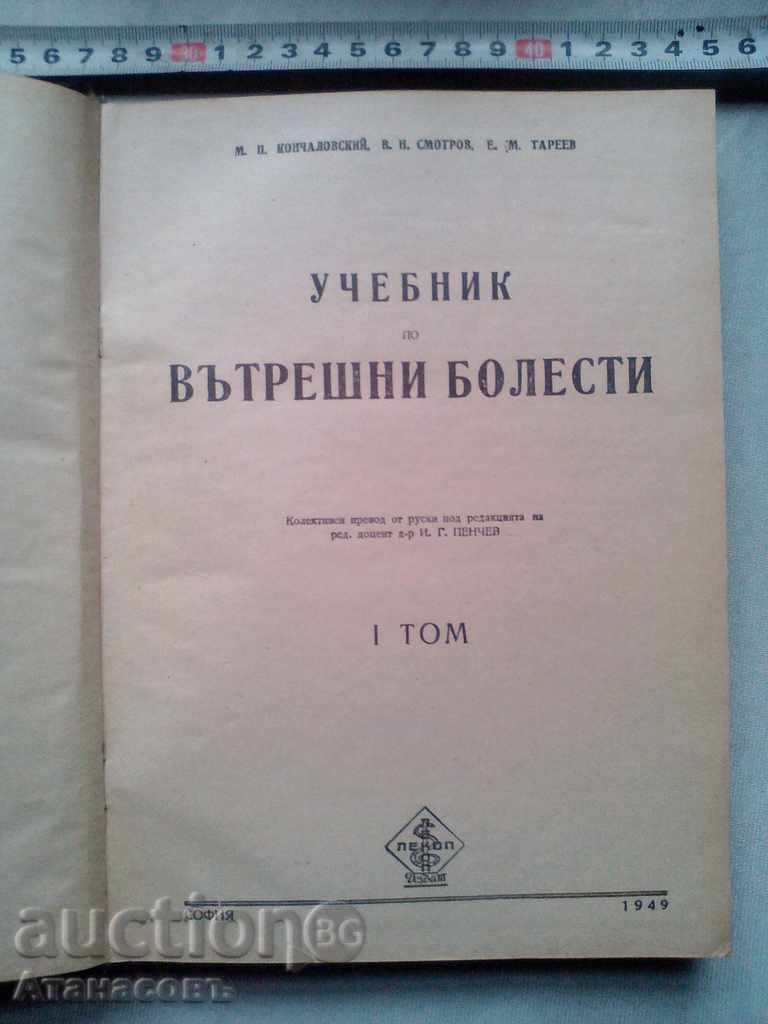 5 6 7 8 9 30 1 2 3 4 5 6 7 8 9 40 1 2 3 4 5 6
М. П. КОНЧАЛОВСКИЙ, В. Н. СМОТРОВ, Е. М. ТАРЕЕВ
УЧЕБНИК
ПО
ВЪТРЕШНИ БОЛЕСТИ
Колективен превод от руски под редакцията на
ред. доцент д-р И. Г. ПЕНЧЕВ
I ТОМ
ЛЕКОП
Издат
СОФИЯ 1949
auction BG
Атанасовъ